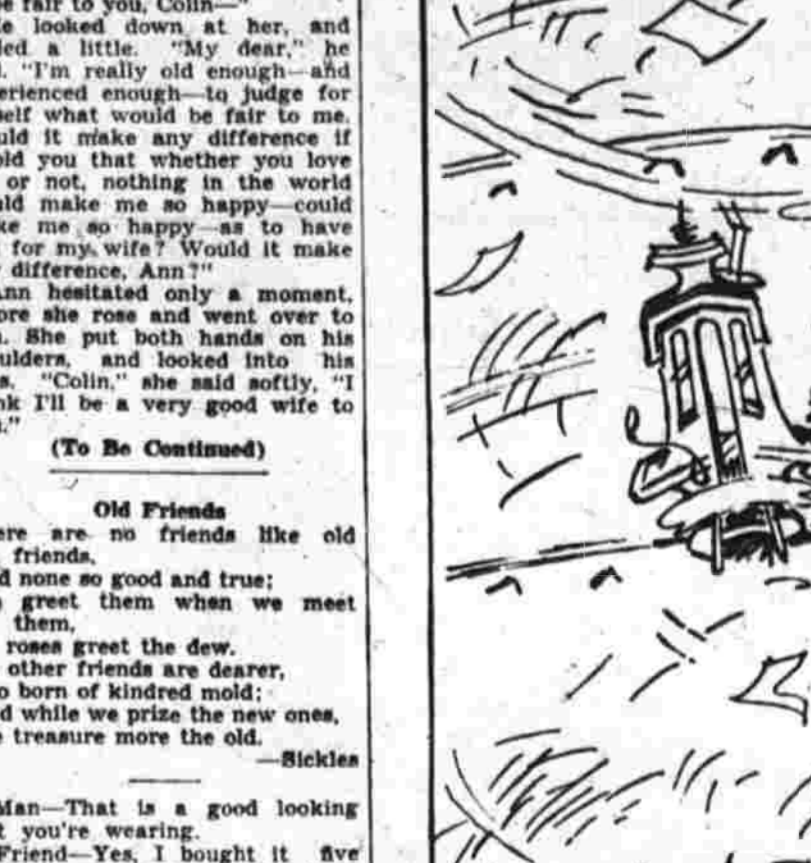 be fair to you, Colin—"
He looked down at her, and
led a little. "My dear," he
"I'm really old enough—and
erienced enough—to judge for
self what would be fair to me.
uld it make any difference if
old you that whether you love
or not, nothing in the world
uld make me so happy—could
ke me so happy—as to have
for my wife? Would it make
difference, Ann?"
Ann hesitated only a moment,
ore she rose and went over to
She put both hands on his
oulders, and looked into his
s. "Colin," she said softly, "I
nk I'll be a very good wife to
."
(To Be Continued)
Old Friends
ere are no friends like old
friends,
d none so good and true;
greet them when we meet
them,
roses greet the dew.
other friends are dearer,
o born of kindred mold;
d while we prize the new ones,
e treasure more the old.
—Sickles
Man—That is a good looking
t you're wearing.
Friend—Yes, I bought it five